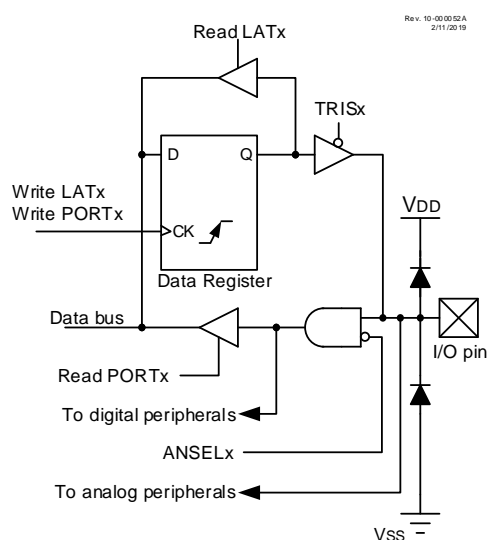 Rev. 10-000052A
2/11/2019
Read LATx
TRISx
D
Q
Write LATx
Write PORTx
CK
VDD
Data Register
Data bus
I/O pin
Read PORTx
To digital peripherals
ANSELx
To analog peripherals
VSS